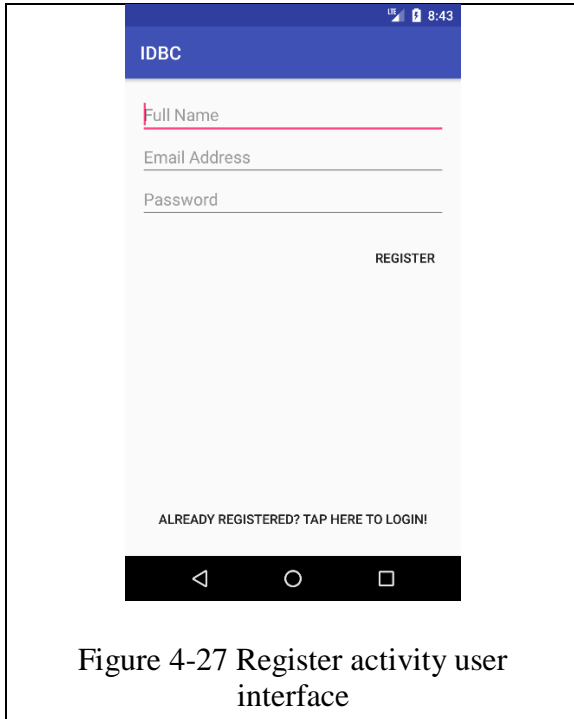 LTE 8:43
IDBC
Full Name
Email Address
Password
REGISTER
ALREADY REGISTERED? TAP HERE TO LOGIN!
Figure 4-27 Register activity user
interface